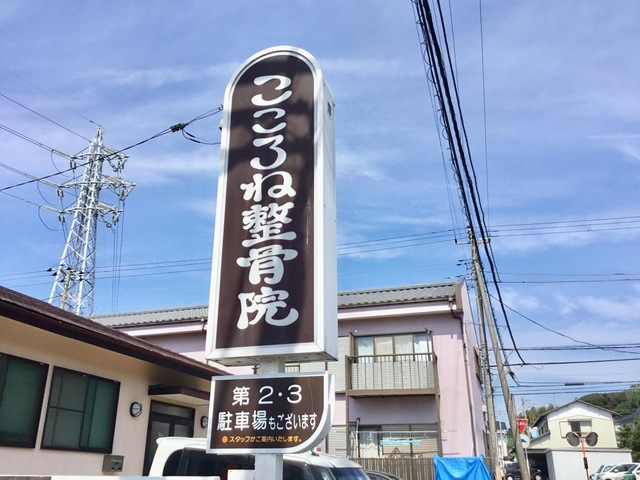 こころね整骨院
第2・3
駐車場もございます
●スタッフがご案内いたします。